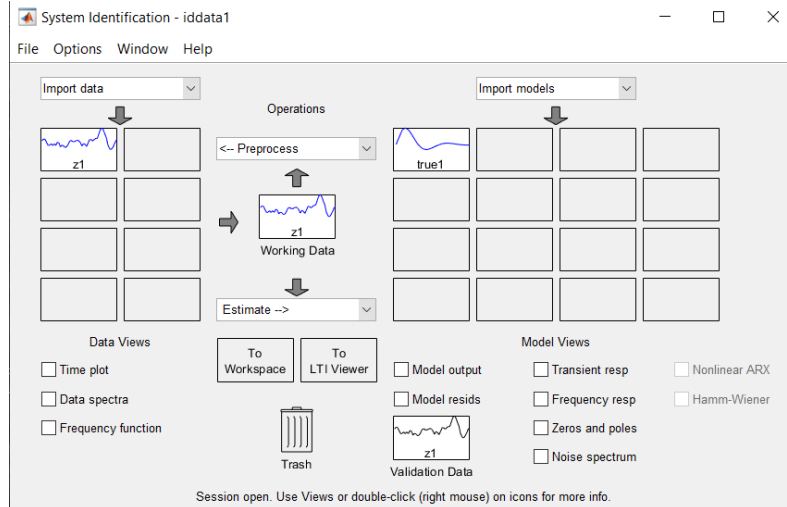 System Identification - iddata1
File Options Window Help
Import data
Import models
Operations
<-- Preprocess
z1
true1
z1
Working Data
Estimate -->
Data Views
Model Views
To
Workspace
To
LTI Viewer
Time plot
Model output
Transient resp
Nonlinear ARX
Data spectra
Model resids
Frequency resp
Hamm-Wiener
Frequency function
Zeros and poles
z1
Noise spectrum
Trash
Validation Data
Session open. Use Views or double-click (right mouse) on icons for more info.